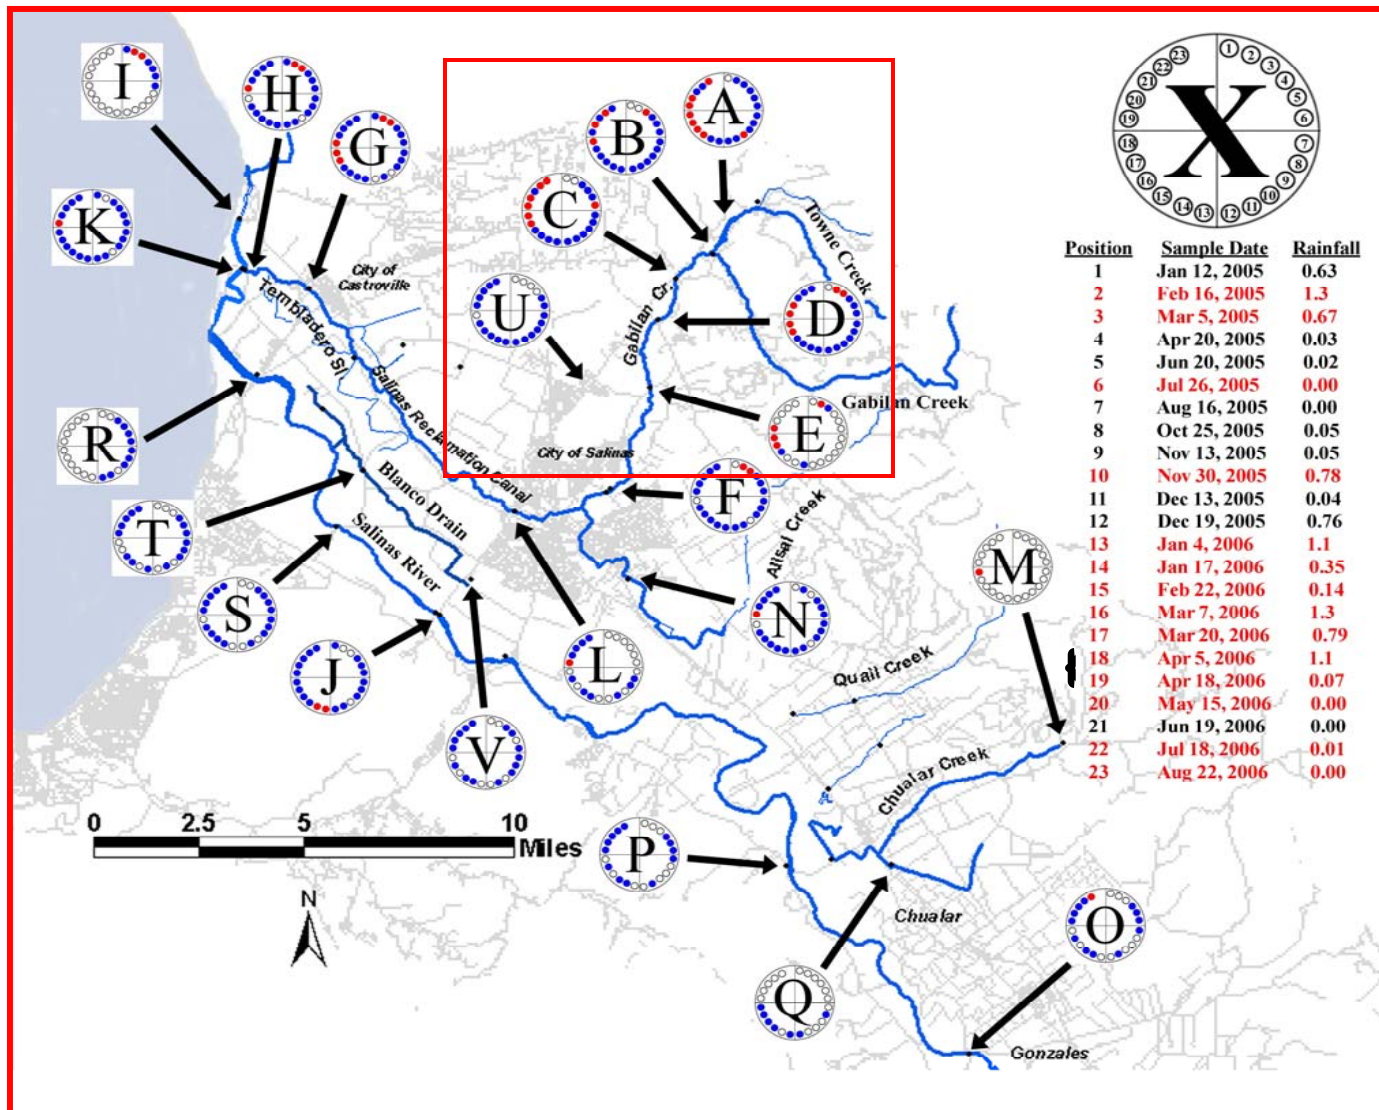 I
H
G
B
A
C
K
U
D
E
R
T
S
J
F
N
L
V
M
P
Q
O
X
1
2
3
4
5
6
7
8
9
10
11
12
13
14
15
16
17
18
19
20
21
22
23
City of
Castroville
Tembladero Sl
Salinas Reclamation Canal
Gabilan Cr.
Towne Creek
Gabilan Creek
City of Salinas
Blanco Drain
Salinas River
Alisal Creek
Quail Creek
Chualar Creek
Chualar
Gonzales
0 2.5 5 10
Miles
N
Position Sample Date Rainfall
1 Jan 12, 2005 0.63
2 Feb 16, 2005 1.3
3 Mar 5, 2005 0.67
4 Apr 20, 2005 0.03
5 Jun 20, 2005 0.02
6 Jul 26, 2005 0.00
7 Aug 16, 2005 0.00
8 Oct 25, 2005 0.05
9 Nov 13, 2005 0.05
10 Nov 30, 2005 0.78
11 Dec 13, 2005 0.04
12 Dec 19, 2005 0.76
13 Jan 4, 2006 1.1
14 Jan 17, 2006 0.35
15 Feb 22, 2006 0.14
16 Mar 7, 2006 1.3
17 Mar 20, 2006 0.79
18 Apr 5, 2006 1.1
19 Apr 18, 2006 0.07
20 May 15, 2006 0.00
21 Jun 19, 2006 0.00
22 Jul 18, 2006 0.01
23 Aug 22, 2006 0.00